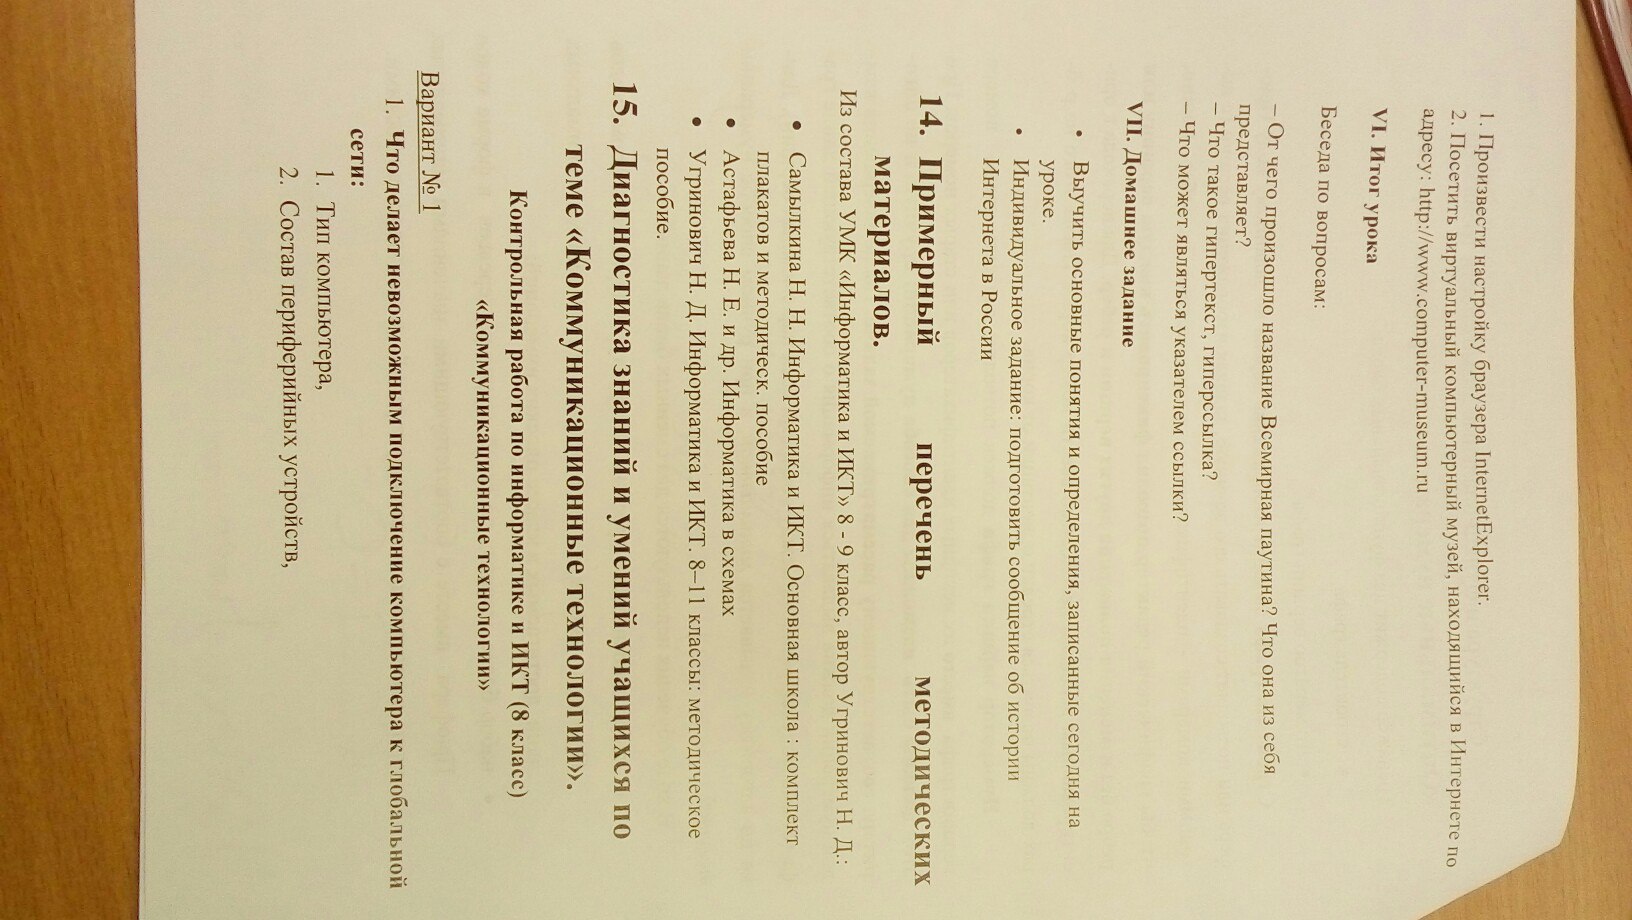 1. Произвести настройку браузера InternetExplorer.
2. Посетить виртуальный компьютерный музей, находящийся в Интернете по
адресу: http://www.computer-museum.ru
VI. Итог урока
Беседа по вопросам:
– От чего произошло название Всемирная паутина? Что она из себя
представляет?
– Что такое гипертекст, гиперссылка?
– Что может являться указателем ссылки?
VII. Домашнее задание
• Выучить основные понятия и определения, записанные сегодня на
уроке.
• Индивидуальное задание: подготовить сообщение об истории
Интернета в России
14. Примерный перечень методических
материалов.
Из состава УМК «Информатика и ИКТ» 8 - 9 класс, автор Угринович Н. Д.:
• Самылкина Н. Н. Информатика и ИКТ. Основная школа : комплект
плакатов и методическ. пособие
• Астафьева Н. Е. и др. Информатика в схемах
• Угринович Н. Д. Информатика и ИКТ. 8–11 классы: методическое
пособие.
15. Диагностика знаний и умений учащихся по
теме «Коммуникационные технологии».
Контрольная работа по информатике и ИКТ (8 класс)
«Коммуникационные технологии»
Вариант № 1
1. Что делает невозможным подключение компьютера к глобальной
сети:
1. Тип компьютера,
2. Состав периферийных устройств,